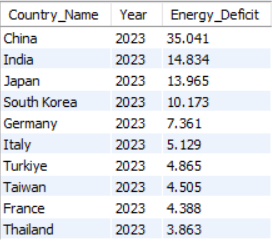 Country_Name Year Energy_Deficit
China 2023 35.041
India 2023 14.834
Japan 2023 13.965
South Korea 2023 10.173
Germany 2023 7.361
Italy 2023 5.129
Turkiye 2023 4.865
Taiwan 2023 4.505
France 2023 4.388
Thailand 2023 3.863